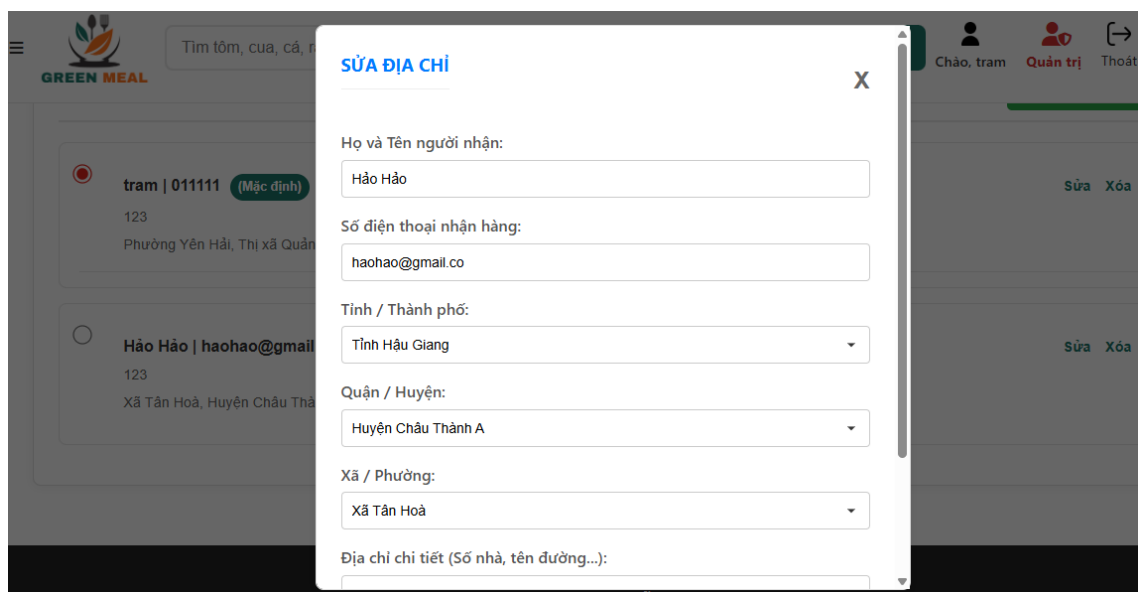 Tìm tôm, cua, cá, r
GREEN MEAL
Chào, tram
Quản trị
Thoát
SỬA ĐỊA CHỈ
X
Họ và Tên người nhận:
Hảo Hảo
Số điện thoại nhận hàng:
haohao@gmail.co
Tỉnh / Thành phố:
Tỉnh Hậu Giang
Quận / Huyện:
Huyện Châu Thành A
Xã / Phường:
Xã Tân Hoà
Địa chỉ chi tiết (Số nhà, tên đường...):
tram | 011111 (Mặc định)
Sửa Xóa
123
Phường Yên Hải, Thị xã Quản
Hảo Hảo | haohao@gmail
Sửa Xóa
123
Xã Tân Hoà, Huyện Châu Thà